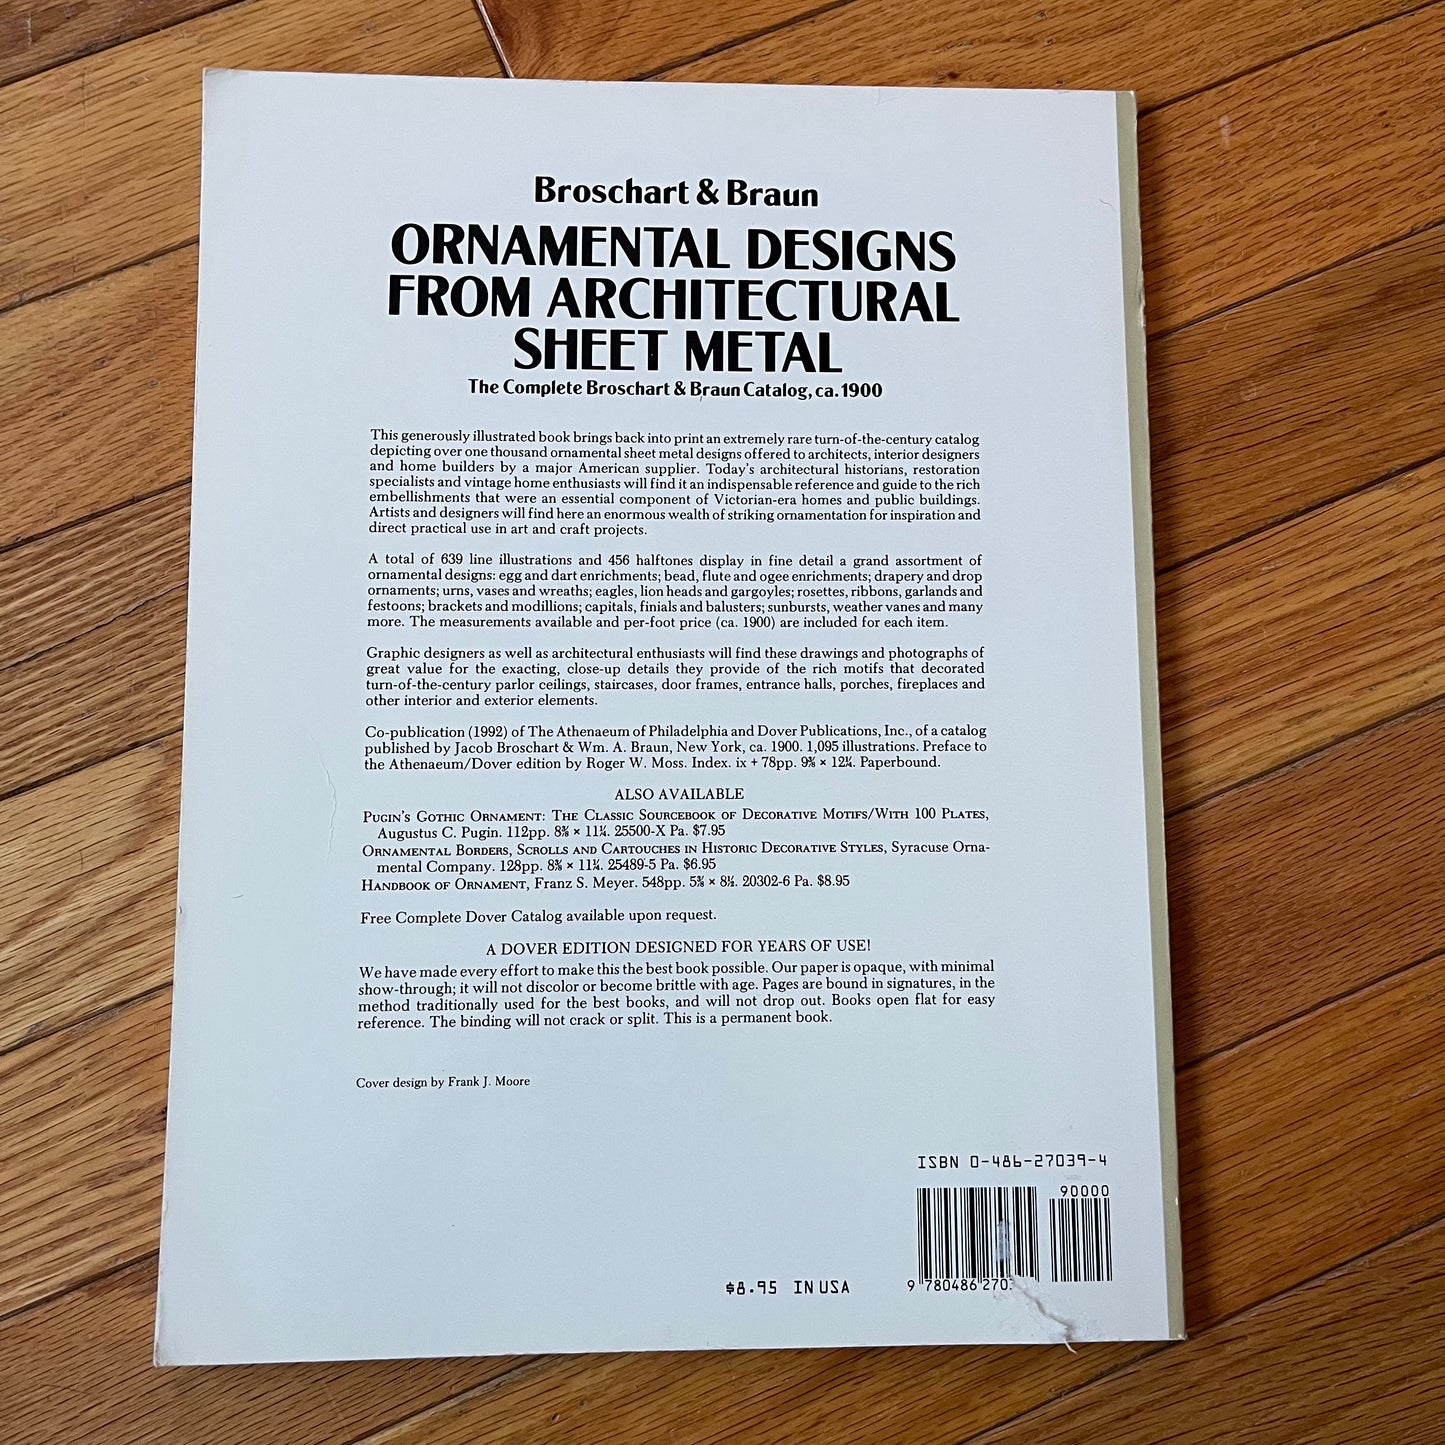 Broschart & Braun
ORNAMENTAL DESIGNS
FROM ARCHITECTURAL
SHEET METAL
The Complete Broschart & Braun Catalog, ca. 1900
This generously illustrated book brings back into print an extremely rare turn-of-the-century catalog
depicting over one thousand ornamental sheet metal designs offered to architects, interior designers
and home builders by a major American supplier. Today's architectural historians, restoration
specialists and vintage home enthusiasts will find it an indispensable reference and guide to the rich
embellishments that were an essential component of Victorian-era homes and public buildings.
Artists and designers will find here an enormous wealth of striking ornamentation for inspiration and
direct practical use in art and craft projects.
A total of 639 line illustrations and 456 halftones display in fine detail a grand assortment of
ornamental designs: egg and dart enrichments; bead, flute and ogee enrichments; drapery and drop
ornaments; urns, vases and wreaths; eagles, lion heads and gargoyles; rosettes, ribbons, garlands and
festoons; brackets and modillions; capitals, finials and balusters; sunbursts, weather vanes and many
more. The measurements available and per-foot price (ca. 1900) are included for each item.
Graphic designers as well as architectural enthusiasts will find these drawings and photographs of
great value for the exacting, close-up details they provide of the rich motifs that decorated
turn-of-the-century parlor ceilings, staircases, door frames, entrance halls, porches, fireplaces and
other interior and exterior elements.
Co-publication (1992) of The Athenaeum of Philadelphia and Dover Publications, Inc., of a catalog
published by Jacob Broschart & Wm. A. Braun, New York, ca. 1900. 1,095 illustrations. Preface to
the Athenaeum/Dover edition by Roger W. Moss. Index. ix + 78pp. 9⅜ × 12¼. Paperbound.
ALSO AVAILABLE
PUGIN'S GOTHIC ORNAMENT: THE CLASSIC SOURCEBOOK OF DECORATIVE MOTIFS/WITH 100 PLATES,
Augustus C. Pugin. 112pp. 8⅜ × 11¼. 25500-X Pa. $7.95
ORNAMENTAL BORDERS, SCROLLS AND CARTOUCHES IN HISTORIC DECORATIVE STYLES, Syracuse Orna-
mental Company. 128pp. 8⅜ × 11¼. 25489-5 Pa. $6.95
HANDBOOK OF ORNAMENT, Franz S. Meyer. 548pp. 5⅜ × 8½. 20302-6 Pa. $8.95
Free Complete Dover Catalog available upon request.
A DOVER EDITION DESIGNED FOR YEARS OF USE!
We have made every effort to make this the best book possible. Our paper is opaque, with minimal
show-through; it will not discolor or become brittle with age. Pages are bound in signatures, in the
method traditionally used for the best books, and will not drop out. Books open flat for easy
reference. The binding will not crack or split. This is a permanent book.
Cover design by Frank J. Moore
ISBN 0-486-27039-4
90000
$8.95 IN USA
9 780486 270